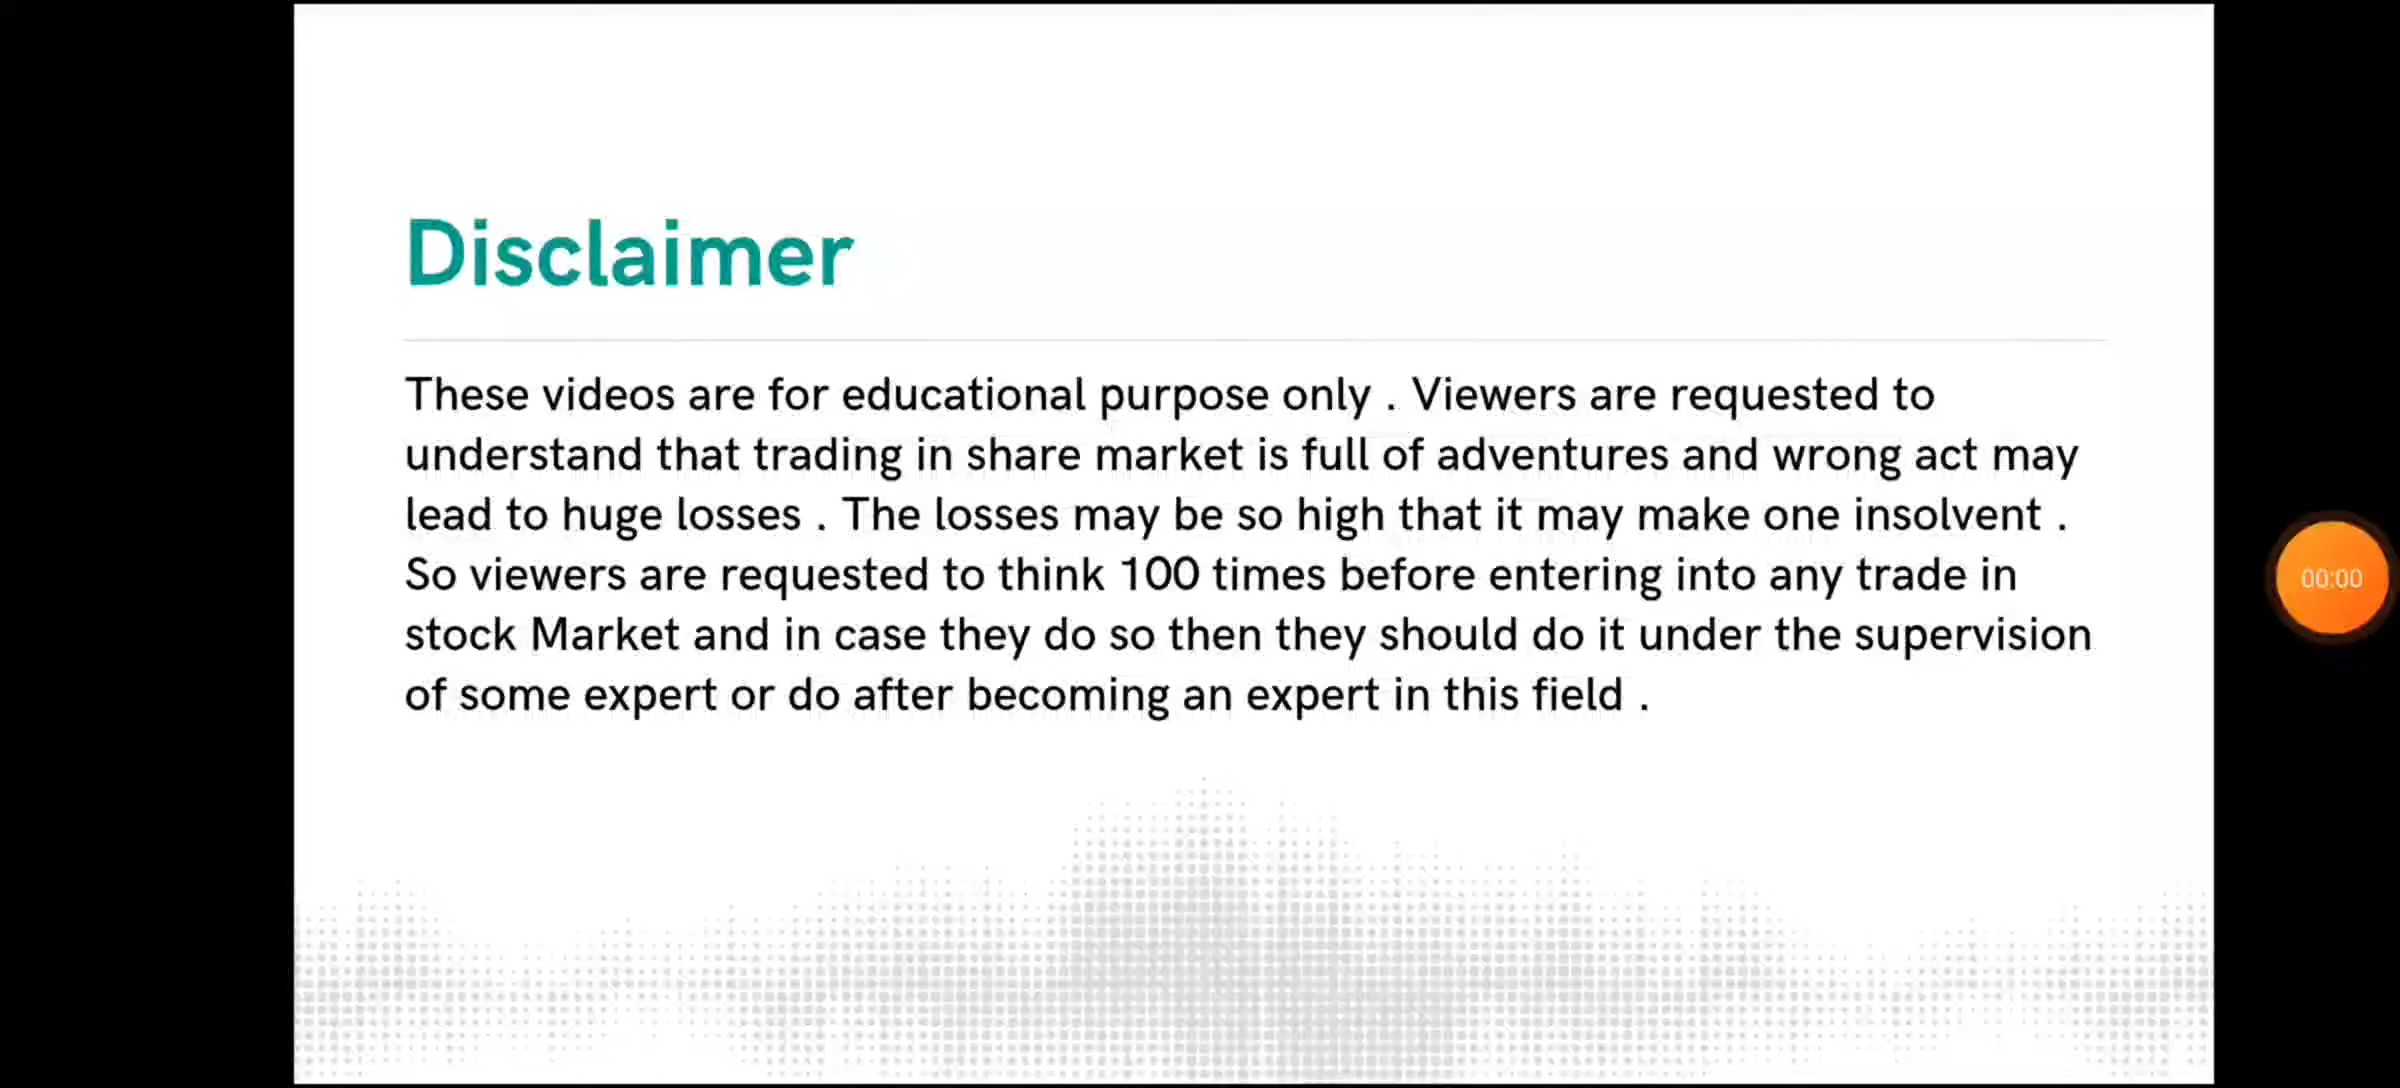 Disclaimer
These videos are for educational purpose only . Viewers are requested to
understand that trading in share market is full of adventures and wrong act may
lead to huge losses . The losses may be so high that it may make one insolvent .
So viewers are requested to think 100 times before entering into any trade in
stock Market and in case they do so then they should do it under the supervision
of some expert or do after becoming an expert in this field .
00:00